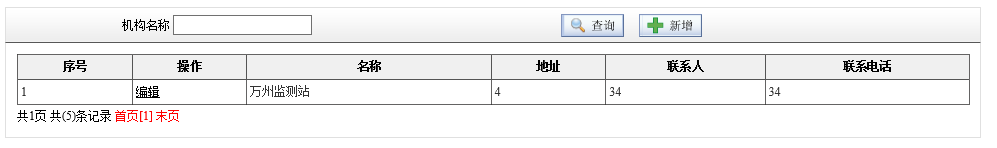 机构名称 查询 新增
序号 操作 名称 地址 联系人 联系电话
1 编辑 万州监测站 4 34 34
共1页 共(5)条记录 首页[1] 末页